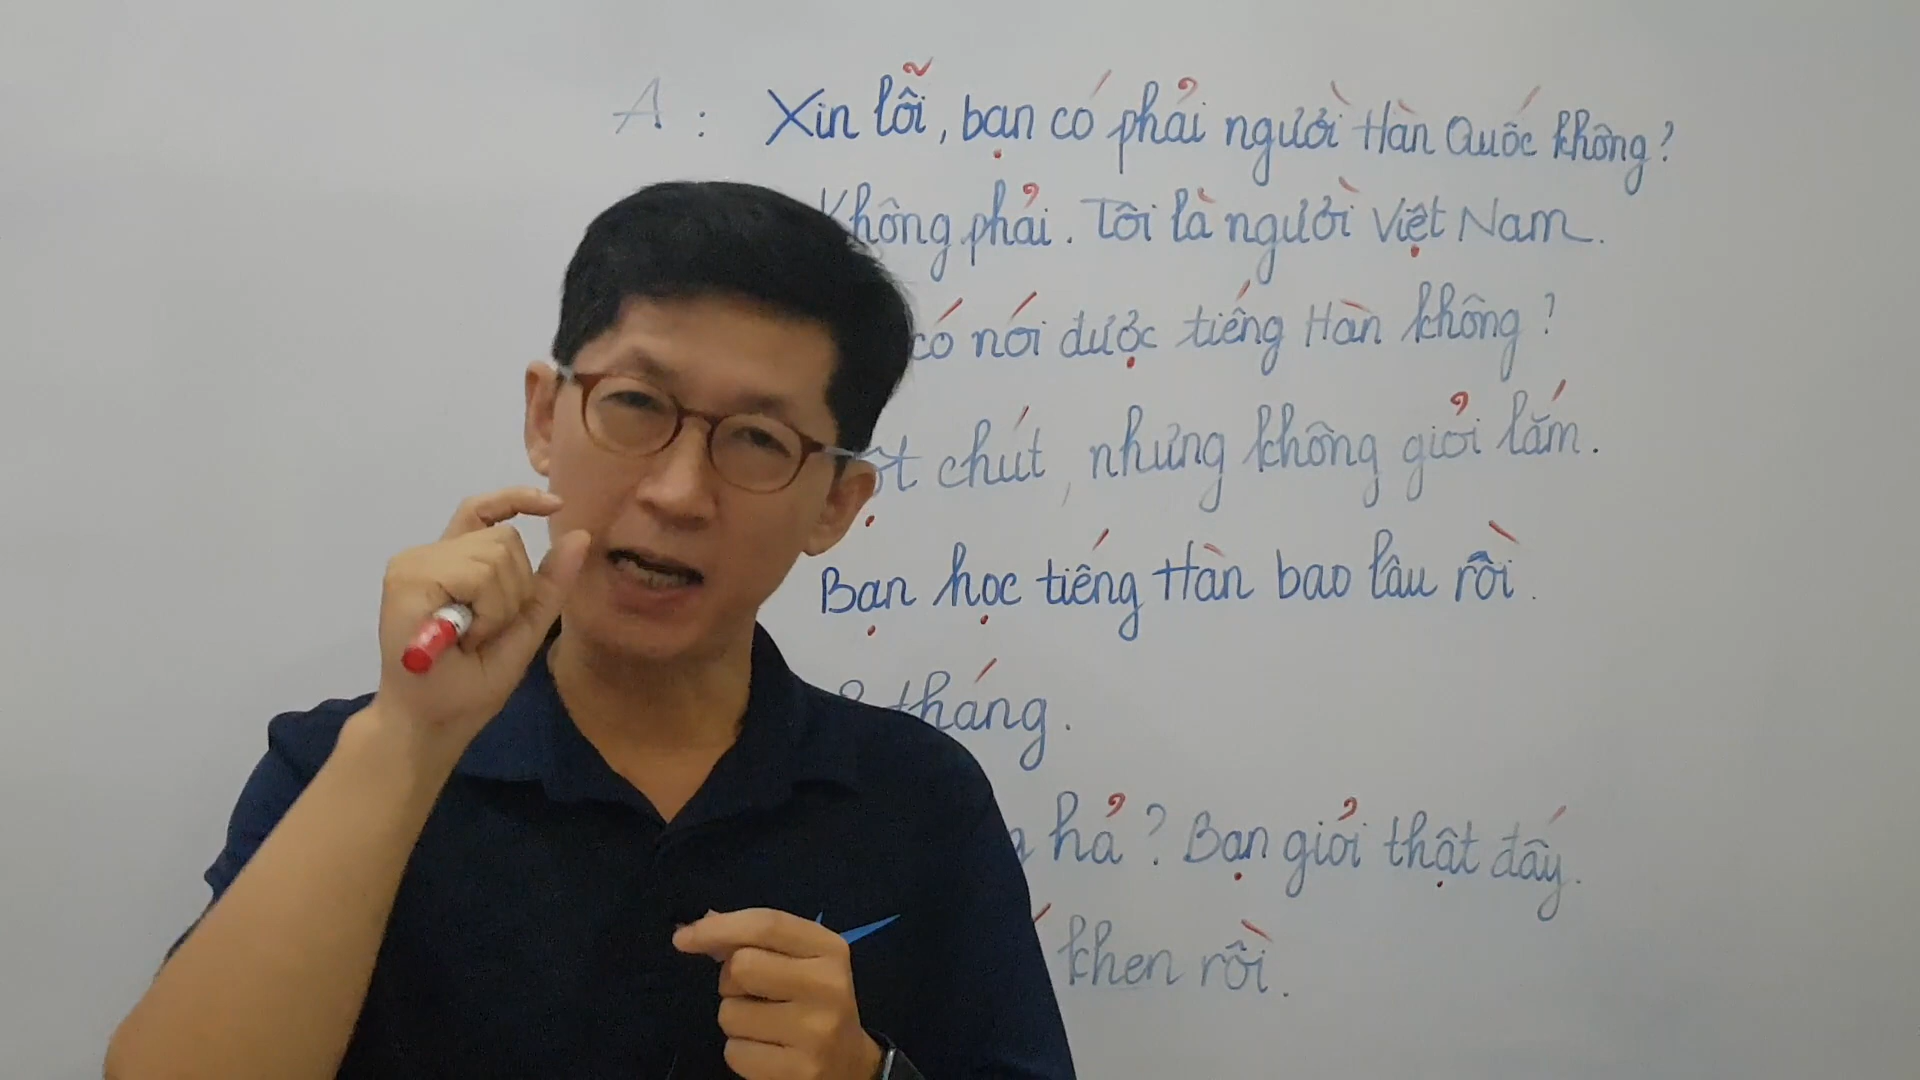 A: Xin lỗi, bạn có phải người Hàn Quốc không?
Không phải. Tôi là người Việt Nam.
có nói được tiếng Hàn không?
chút, nhưng không giỏi lắm.
Bạn học tiếng Hàn bao lâu rồi.
tháng.
hả? Bạn giỏi thật đấy.
khen rồi.